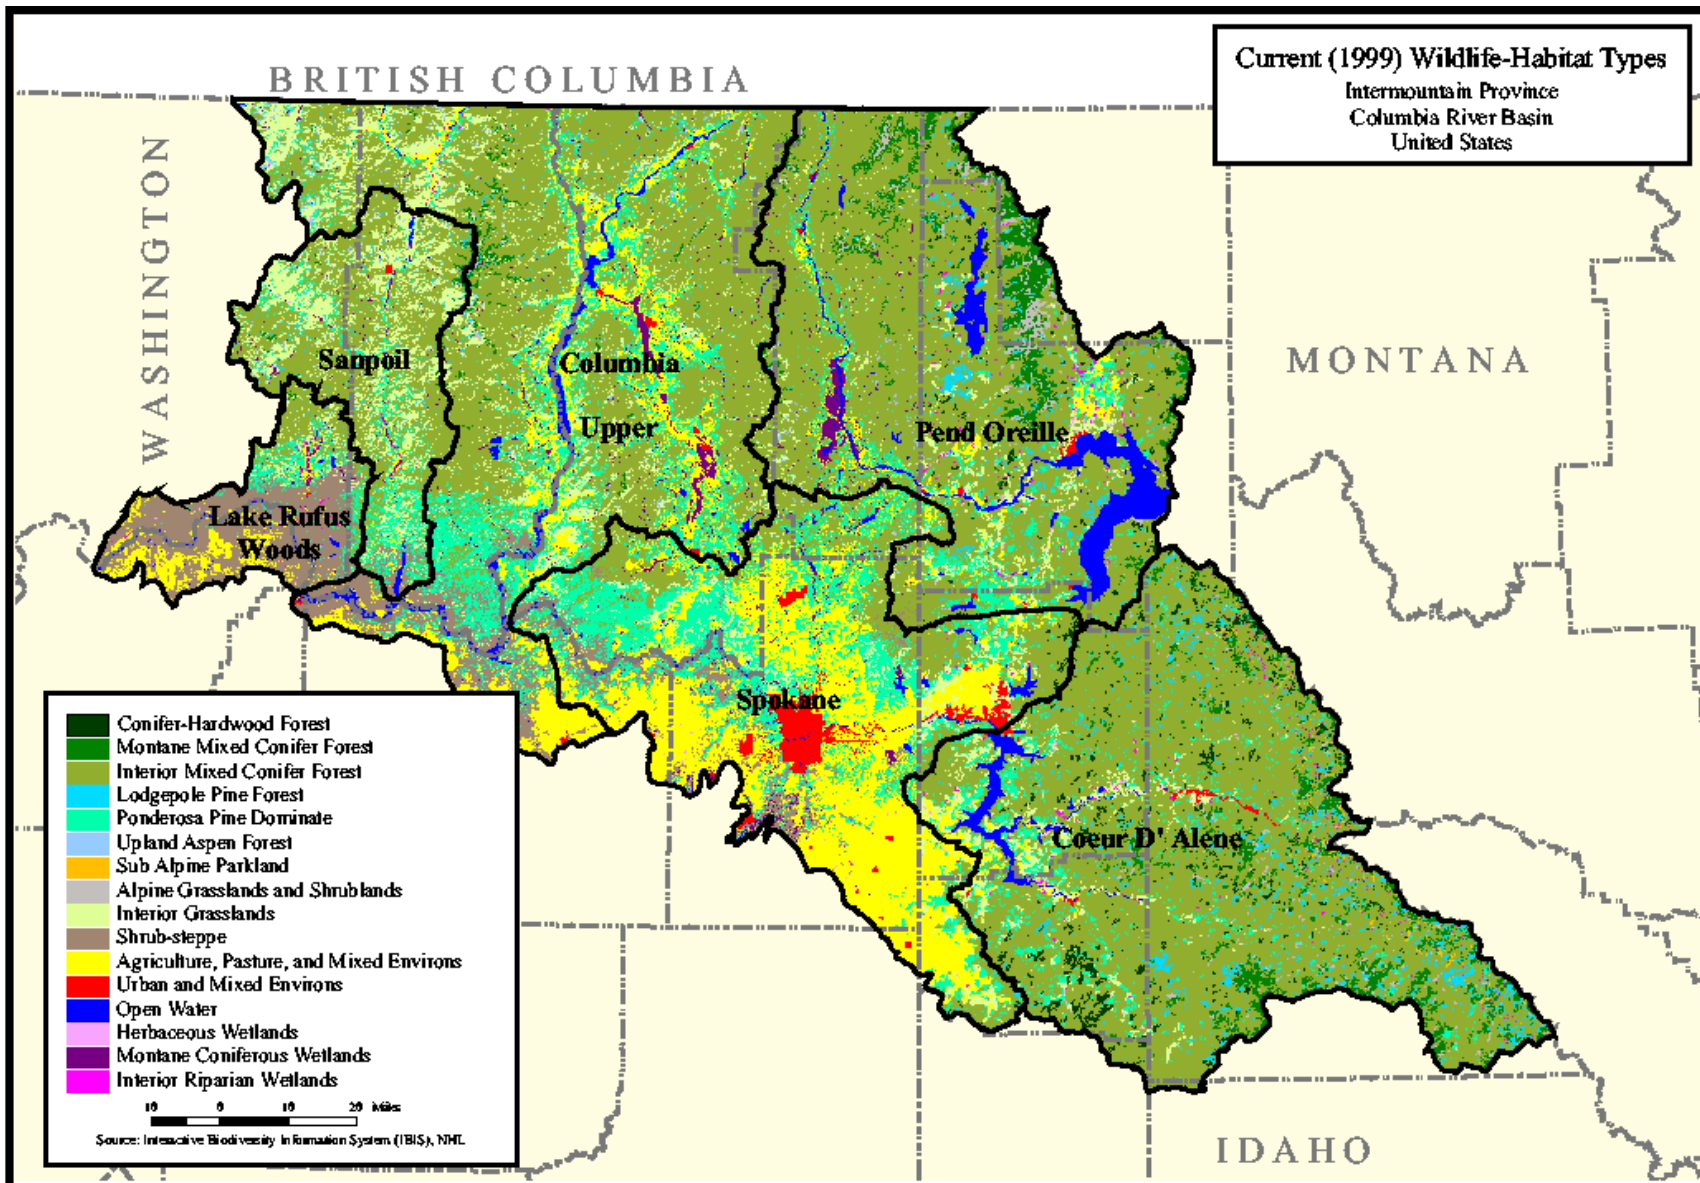 Current (1999) Wildlife-Habitat Types
Intermountain Province
Columbia River Basin
United States
BRITISH COLUMBIA
WASHINGTON
MONTANA
IDAHO
Sanpoil
Columbia
Upper
Pend Oreille
Lake Rufus
Woods
Spokane
Coeur D' Alene
Conifer-Hardwood Forest
Montane Mixed Conifer Forest
Interior Mixed Conifer Forest
Lodgepole Pine Forest
Ponderosa Pine Dominate
Upland Aspen Forest
Sub Alpine Parkland
Alpine Grasslands and Shrublands
Interior Grasslands
Shrub-steppe
Agriculture, Pasture, and Mixed Environs
Urban and Mixed Environs
Open Water
Herbaceous Wetlands
Montane Coniferous Wetlands
Interior Riparian Wetlands
10 0 10 20 Miles
Source: Interactive Biodiversity Information System (IBIS), NHI.